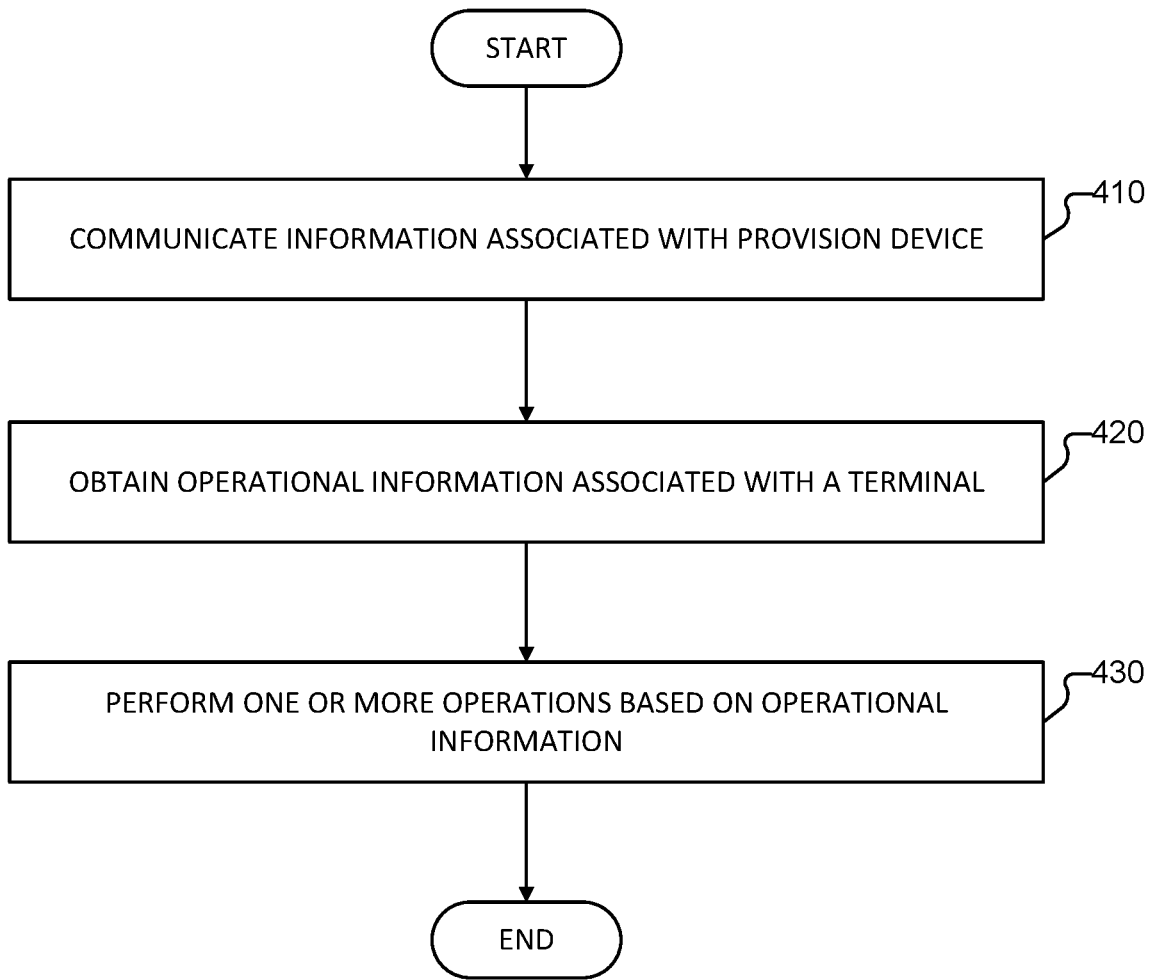 START
COMMUNICATE INFORMATION ASSOCIATED WITH PROVISION DEVICE
410
OBTAIN OPERATIONAL INFORMATION ASSOCIATED WITH A TERMINAL
420
PERFORM ONE OR MORE OPERATIONS BASED ON OPERATIONAL
INFORMATION
430
END